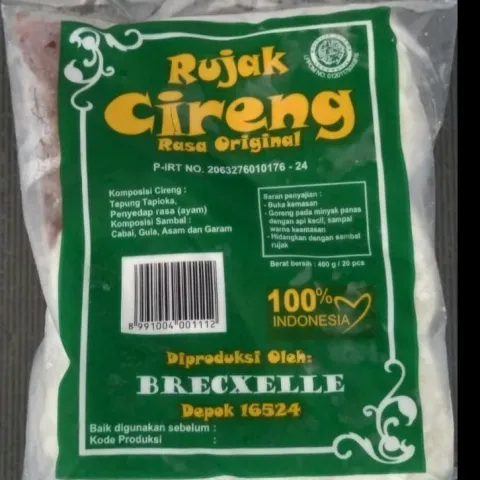 Rujak
Cireng
Rasa Original
P-IRT NO. 2063276010176 - 24
Komposisi Cireng :
Tapung Tapioka,
Penyedap rasa (ayam)
Komposisi Sambal :
Cabai, Gula, Asam dan Garam
Saran penyajian :
- Buka kemasan
- Goreng pada minyak panas
dengan api kecil, sampai
warna keemasan
- Hidangkan dengan sambel
rujak
Berat bersih : 400 g / 20 pcs
8 991004 001112
100%
INDONESIA
Diproduksi Oleh:
BRECXELLE
Depok 16524
Baik digunakan sebelum :
Kode Produksi :